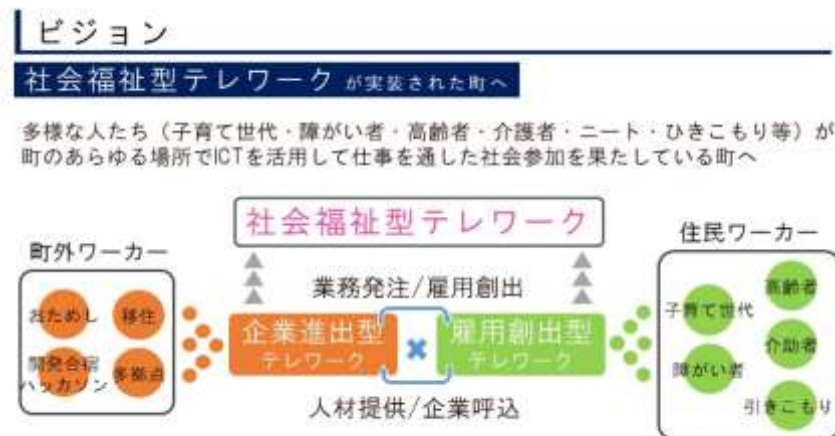 ビジョン
社会福祉型テレワーク が実装された町へ
多様な人たち（子育て世代・障がい者・高齢者・介護者・ニート・ひきこもり等）が
町のあらゆる場所でICTを活用して仕事を通した社会参加を果たしている町へ
社会福祉型テレワーク
町外ワーカー
おためし
移住
開発合宿
ハッカソン
多拠点
業務発注/雇用創出
企業進出型
テレワーク
×
雇用創出型
テレワーク
人材提供/企業呼込
住民ワーカー
高齢者
子育て世代
介助者
障がい者
引きこもり